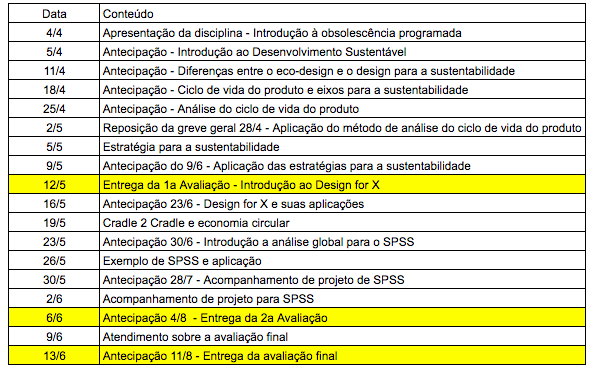 Data Conteúdo
4/4 Apresentação da disciplina - Introdução à obsolescência programada
5/4 Antecipação - Introdução ao Desenvolvimento Sustentável
11/4 Antecipação - Diferenças entre o eco-design e o design para a sustentabilidade
18/4 Antecipação - Ciclo de vida do produto e eixos para a sustentabilidade
25/4 Antecipação - Análise do ciclo de vida do produto
2/5 Reposição da greve geral 28/4 - Aplicação do método de análise do ciclo de vida do produto
5/5 Estratégia para a sustentabilidade
9/5 Antecipação do 9/6 - Aplicação das estratégias para a sustentabilidade
12/5 Entrega da 1a Avaliação - Introdução ao Design for X
16/5 Antecipação 23/6 - Design for X e suas aplicações
19/5 Cradle 2 Cradle e economia circular
23/5 Antecipação 30/6 - Introdução a análise global para o SPSS
26/5 Exemplo de SPSS e aplicação
30/5 Antecipação 28/7 - Acompanhamento de projeto de SPSS
2/6 Acompanhamento de projeto para SPSS
6/6 Antecipação 4/8 - Entrega da 2a Avaliação
9/6 Atendimento sobre a avaliação final
13/6 Antecipação 11/8 - Entrega da avaliação final